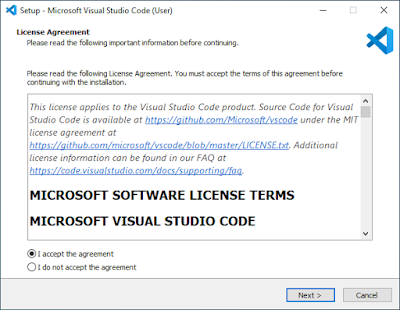 Setup - Microsoft Visual Studio Code (User)
License Agreement
Please read the following important information before continuing.
Please read the following License Agreement. You must accept the terms of this agreement before
continuing with the installation.
This license applies to the Visual Studio Code product. Source Code for Visual
Studio Code is available at https://github.com/Microsoft/vscode under the MIT
license agreement at
https://github.com/microsoft/vscode/blob/master/LICENSE.txt. Additional
license information can be found in our FAQ at
https://code.visualstudio.com/docs/supporting/faq.
MICROSOFT SOFTWARE LICENSE TERMS
MICROSOFT VISUAL STUDIO CODE
I accept the agreement
I do not accept the agreement
Next >
Cancel